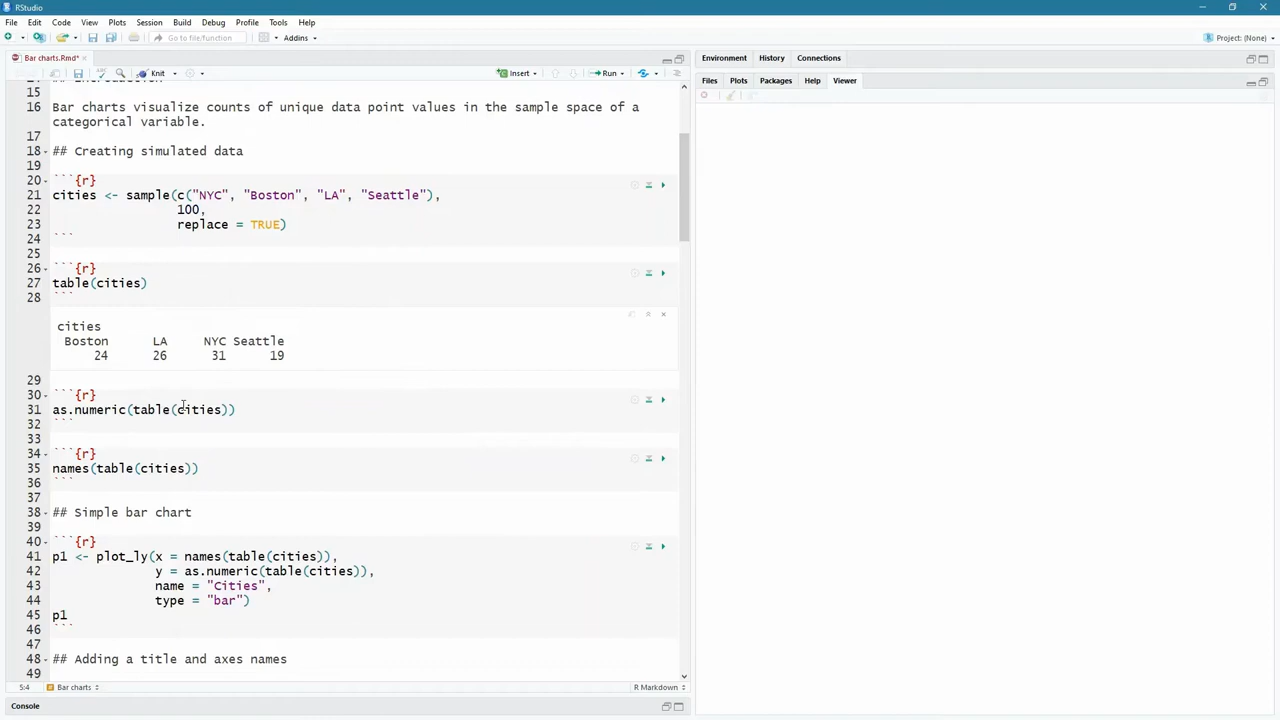 RStudio
File Edit Code View Plots Session Build Debug Profile Tools Help
Go to file/function Addins Project: (None)
Bar charts.Rmd* Environment History Connections
Knit Insert Run Files Plots Packages Help Viewer
15
16 Bar charts visualize counts of unique data point values in the sample space of a
categorical variable.
17
18 ## Creating simulated data
19
20 ```{r}
21 cities <- sample(c("NYC", "Boston", "LA", "Seattle"),
22 100,
23 replace = TRUE)
24 ```
25
26 ```{r}
27 table(cities)
28 ```
cities
Boston LA NYC Seattle
24 26 31 19
29
30 ```{r}
31 as.numeric(table(cities))
32 ```
33
34 ```{r}
35 names(table(cities))
36 ```
37
38 ## Simple bar chart
39
40 ```{r}
41 p1 <- plot_ly(x = names(table(cities)),
42 y = as.numeric(table(cities)),
43 name = "Cities",
44 type = "bar")
45 p1
46 ```
47
48 ## Adding a title and axes names
49
5:4 Bar charts R Markdown
Console